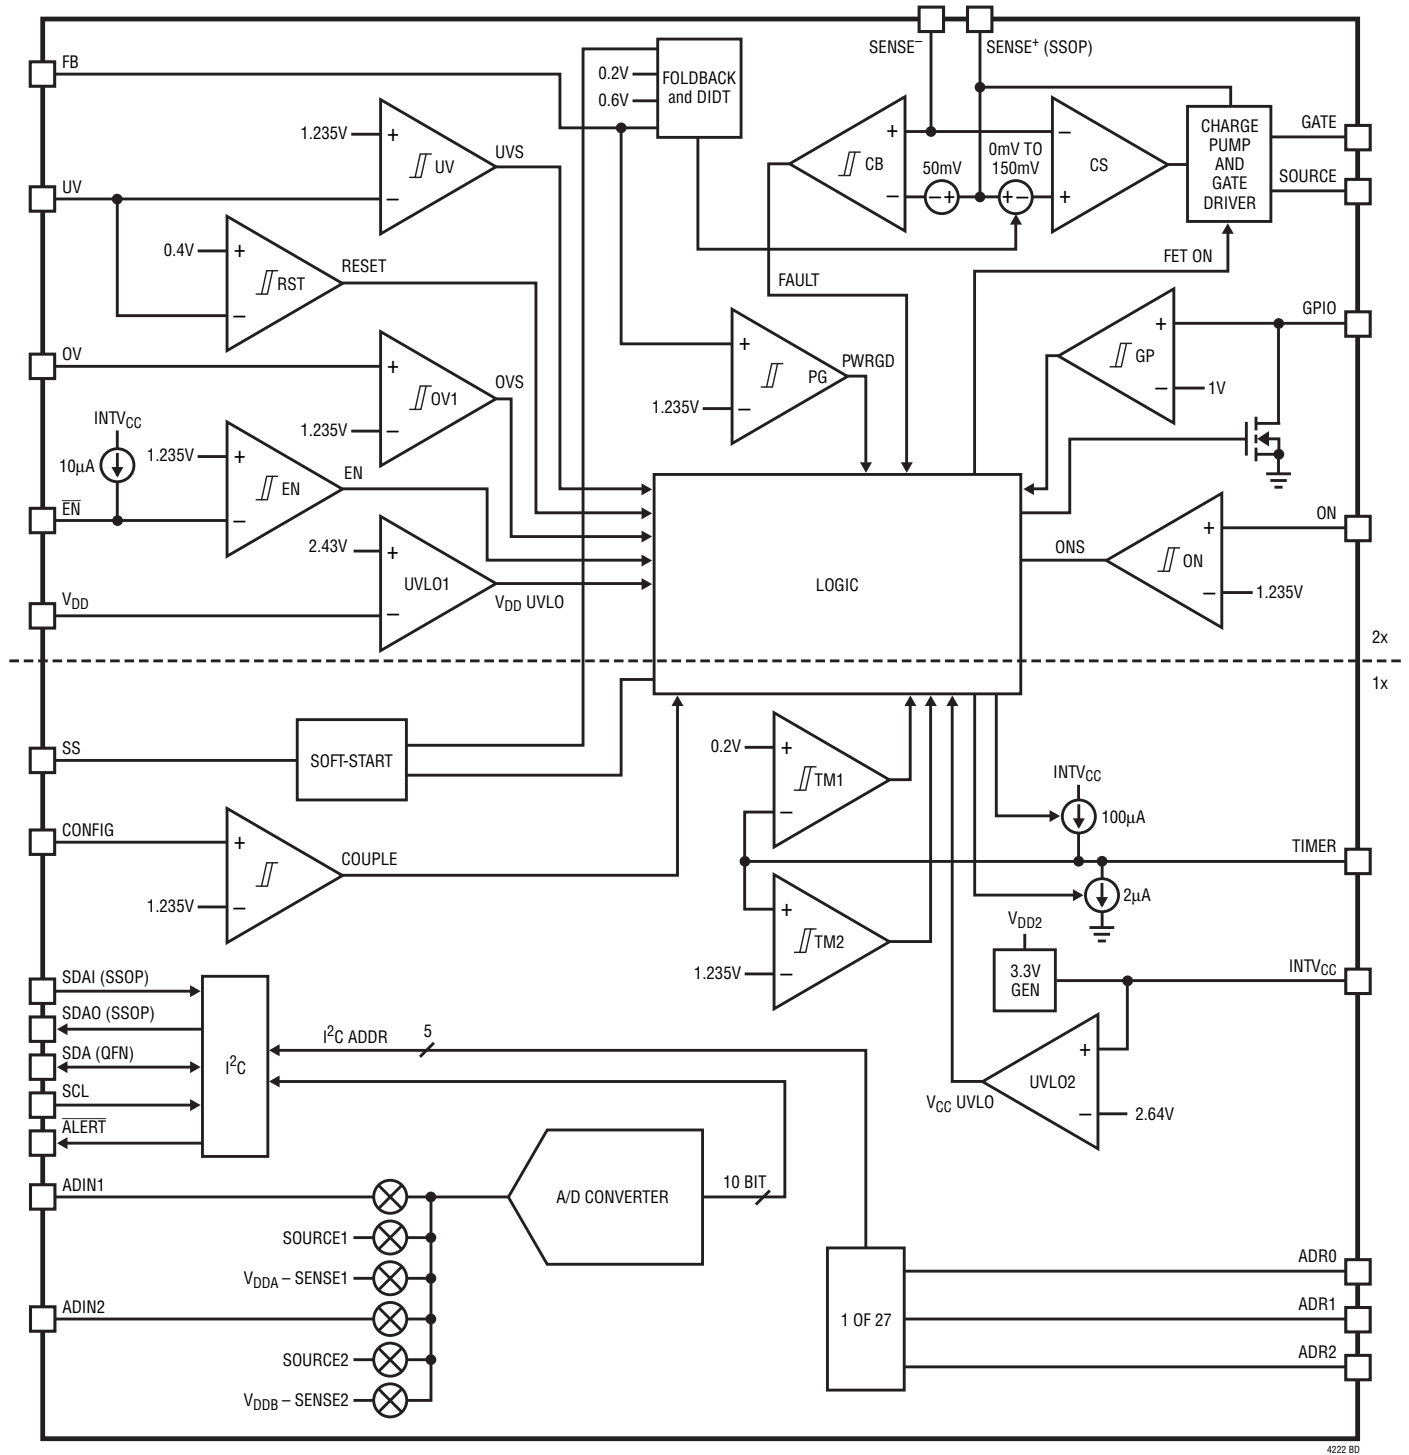 SENSE⁻
SENSE⁺ (SSOP)
FB
0.2V
0.6V
FOLDBACK
and DIDT
1.235V
+
UV
−
UVS
UV
+
CB
−
50mV
− +
0mV TO
150mV
+ −
−
CS
+
CHARGE
PUMP
AND
GATE
DRIVER
GATE
SOURCE
0.4V
+
RST
−
RESET
FAULT
FET ON
OV
+
OV1
−
OVS
1.235V
+
PG
−
PWRGD
1.235V
+
GP
−
1V
GPIO
INTVCC
10µA
1.235V
+
EN
−
EN
E̅N̅
2.43V
+
UVLO1
−
VDD UVLO
VDD
LOGIC
ONS
+
ON
−
1.235V
ON
2x
1x
SS
SOFT-START
0.2V
+
TM1
−
INTVCC
100µA
CONFIG
+
−
1.235V
COUPLE
TIMER
+
TM2
−
1.235V
2µA
VDD2
3.3V
GEN
INTVCC
SDAI (SSOP)
SDAO (SSOP)
SDA (QFN)
SCL
A̅L̅E̅R̅T̅
I²C
I²C ADDR
5
+
UVLO2
−
VCC UVLO
2.64V
ADIN1
SOURCE1
VDDA – SENSE1
ADIN2
SOURCE2
VDDB – SENSE2
A/D CONVERTER
10 BIT
1 OF 27
ADR0
ADR1
ADR2
4222 BD